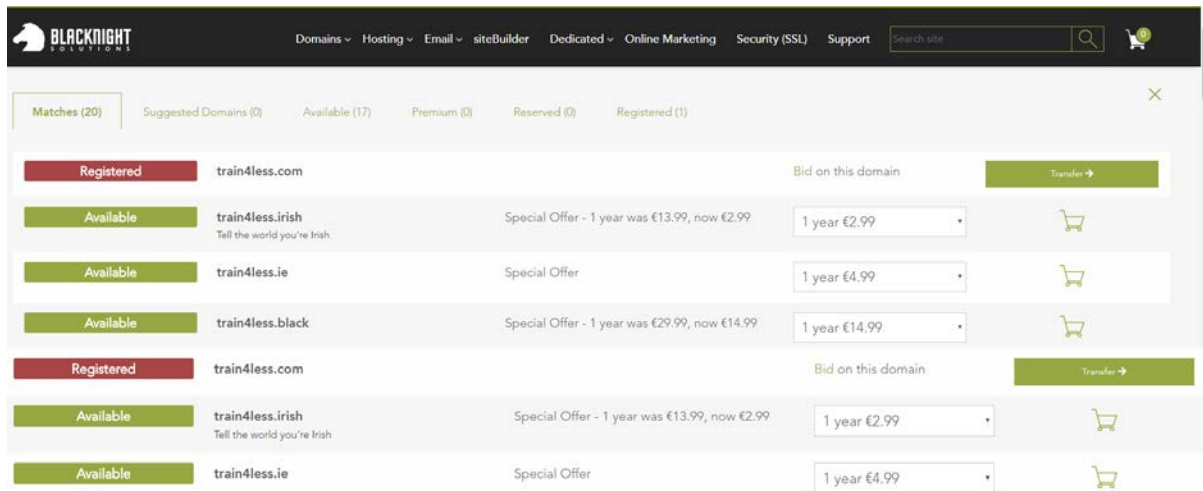 BLACKNIGHT
SOLUTIONS
Domains Hosting Email siteBuilder Dedicated Online Marketing Security (SSL) Support Search site 0
Matches (20) Suggested Domains (0) Available (17) Premium (0) Reserved (0) Registered (1)
Registered train4less.com Bid on this domain Transfer
Available train4less.irish Special Offer - 1 year was €13.99, now €2.99 1 year €2.99
Tell the world you're Irish
Available train4less.ie Special Offer 1 year €4.99
Available train4less.black Special Offer - 1 year was €29.99, now €14.99 1 year €14.99
Registered train4less.com Bid on this domain Transfer
Available train4less.irish Special Offer - 1 year was €13.99, now €2.99 1 year €2.99
Tell the world you're Irish
Available train4less.ie Special Offer 1 year €4.99